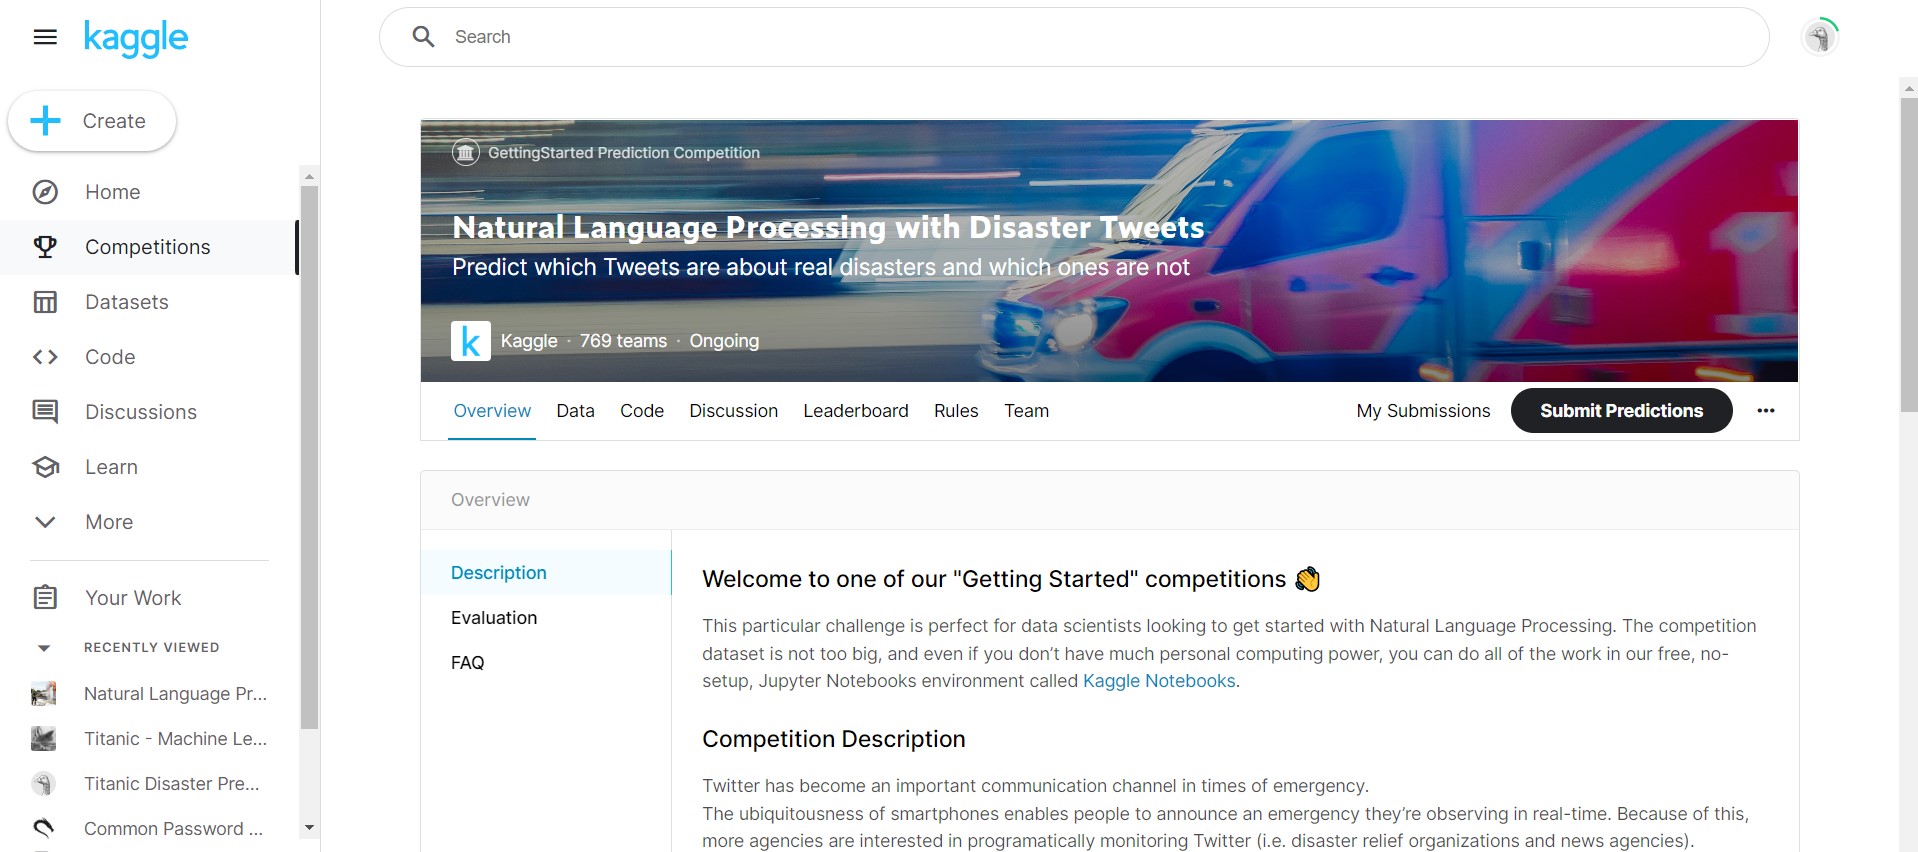 kaggle
Search
Create
Home
Competitions
Datasets
Code
Discussions
Learn
More
Your Work
RECENTLY VIEWED
Natural Language Pr...
Titanic - Machine Le...
Titanic Disaster Pre...
Common Password ...
GettingStarted Prediction Competition
Natural Language Processing with Disaster Tweets
Predict which Tweets are about real disasters and which ones are not
k Kaggle · 769 teams · Ongoing
Overview Data Code Discussion Leaderboard Rules Team My Submissions Submit Predictions
Overview
Description
Evaluation
FAQ
Welcome to one of our "Getting Started" competitions 👋
This particular challenge is perfect for data scientists looking to get started with Natural Language Processing. The competition
dataset is not too big, and even if you don’t have much personal computing power, you can do all of the work in our free, no-
setup, Jupyter Notebooks environment called Kaggle Notebooks.
Competition Description
Twitter has become an important communication channel in times of emergency.
The ubiquitousness of smartphones enables people to announce an emergency they’re observing in real-time. Because of this,
more agencies are interested in programatically monitoring Twitter (i.e. disaster relief organizations and news agencies).